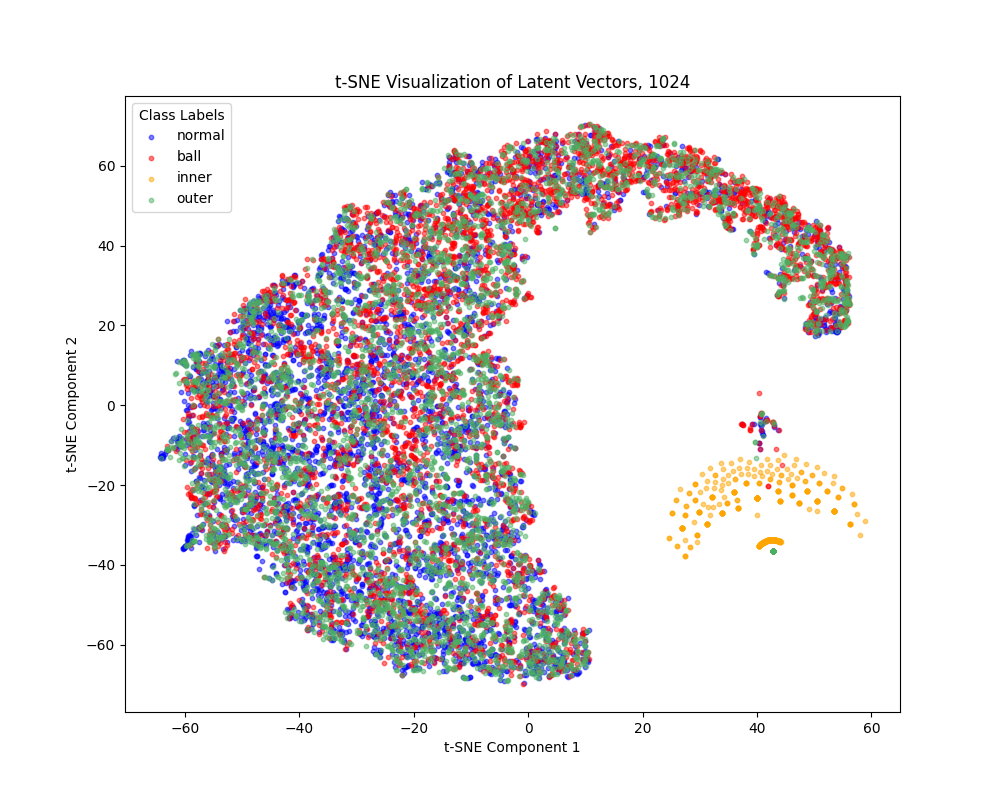 t-SNE Visualization of Latent Vectors, 1024
Class Labels
normal
ball
inner
outer
60
40
20
0
−20
−40
−60
t-SNE Component 2
−60
−40
−20
0
20
40
60
t-SNE Component 1